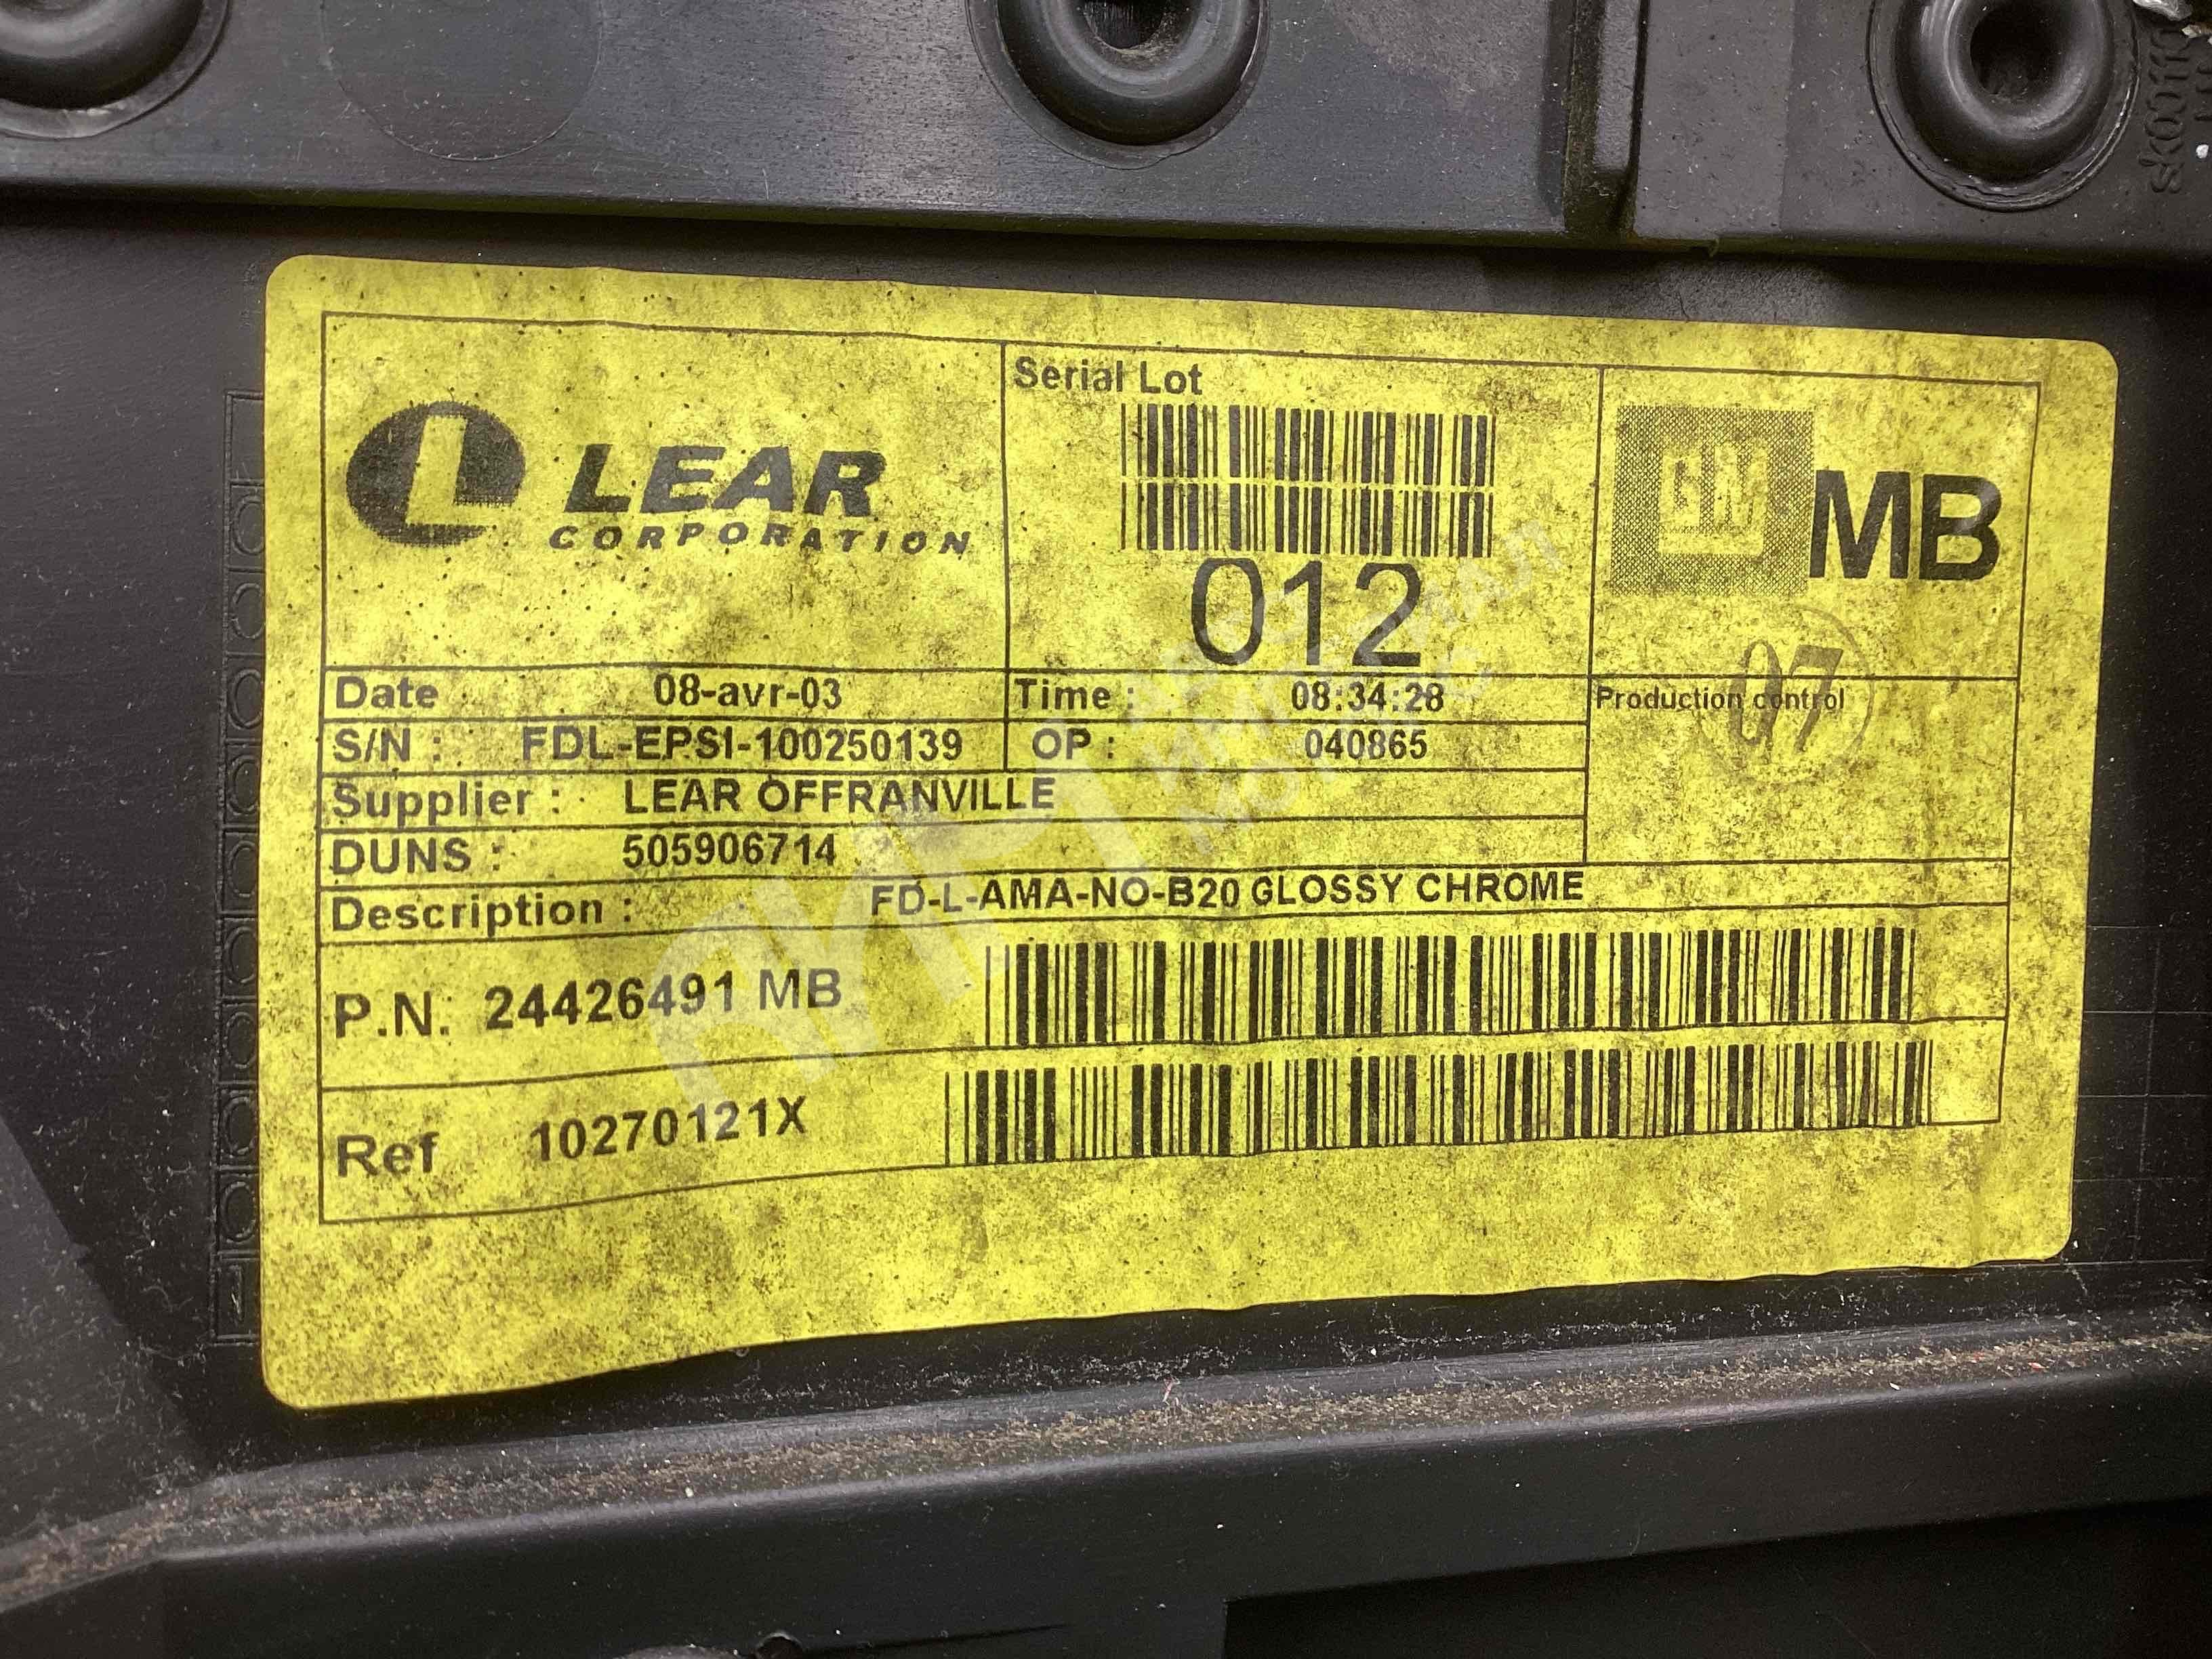 LEAR
CORPORATION
Serial Lot
012
GM MB
Date 08-avr-03 Time : 08:34:28
Production control
07
S/N : FDL-EPSI-100250139 OP : 040865
Supplier : LEAR OFFRANVILLE
DUNS : 505906714
Description : FD-L-AMA-NO-B20 GLOSSY CHROME
P.N. 24426491 MB
Ref 10270121X